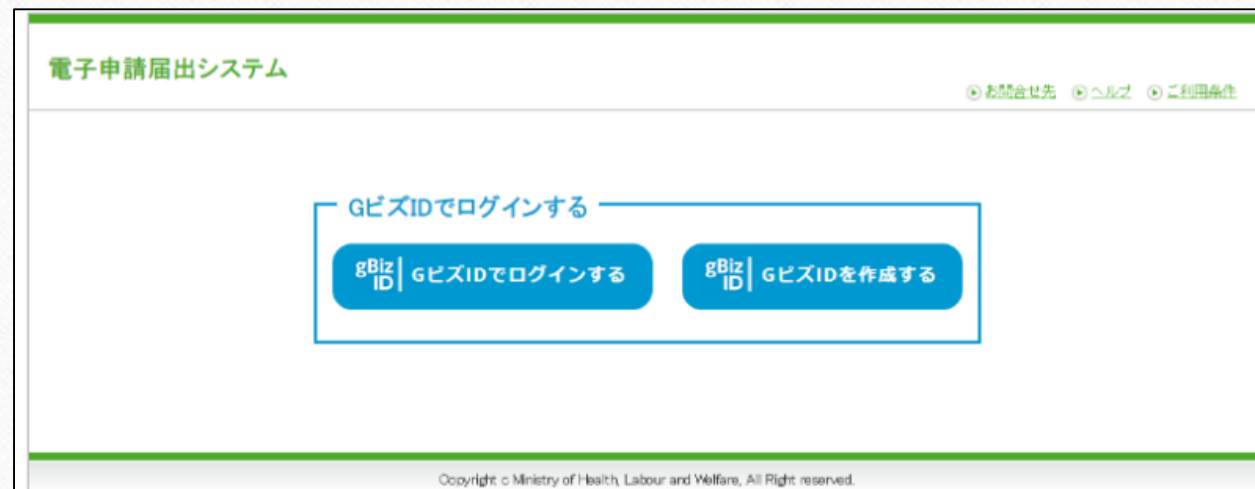 電子申請届出システム
お問合せ先 ヘルプ ご利用条件
GビズIDでログインする
gBiz ID GビズIDでログインする gBiz ID GビズIDを作成する
Copyright c Ministry of Health, Labour and Welfare, All Right reserved.